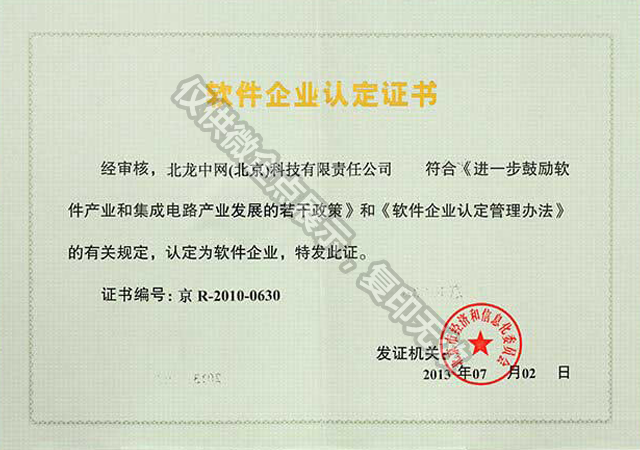 软件企业认定证书
经审核，北龙中网(北京)科技有限责任公司 符合《进一步鼓励软
件产业和集成电路产业发展的若干政策》和《软件企业认定管理办法》
的有关规定，认定为软件企业，特发此证。
证书编号：京 R-2010-0630
发证机关：
北京市经济和信息化委员会
2013 年07 月02 日
仅供微企点展示，复印无效